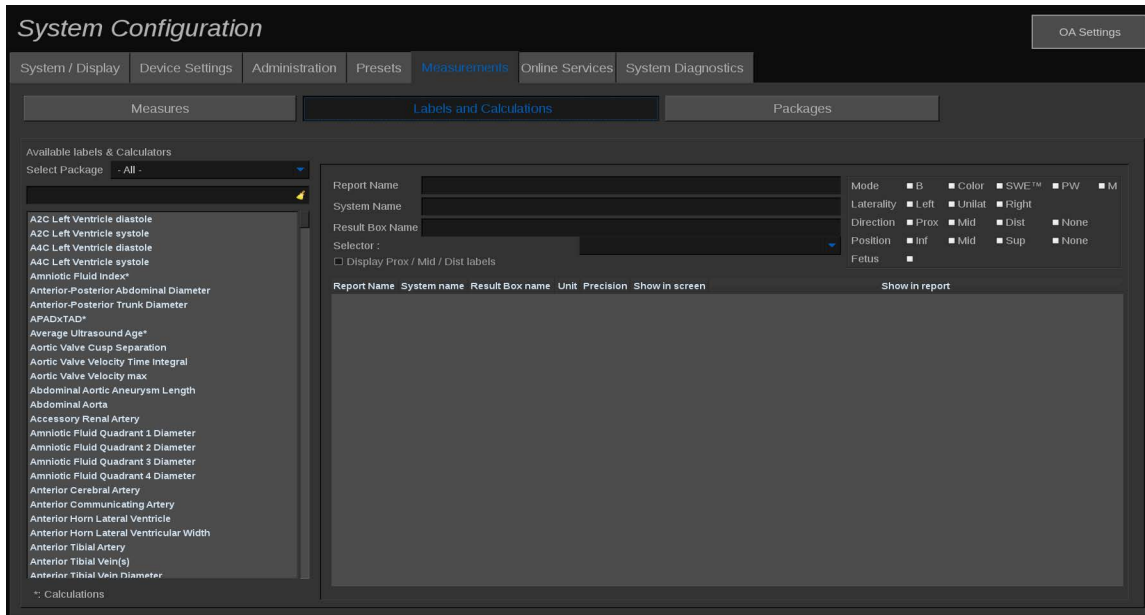 System Configuration
OA Settings
System / Display Device Settings Administration Presets Measurements Online Services System Diagnostics
Measures Labels and Calculations Packages
Available labels & Calculators
Select Package - All -
A2C Left Ventricle diastole
A2C Left Ventricle systole
A4C Left Ventricle diastole
A4C Left Ventricle systole
Amniotic Fluid Index*
Anterior-Posterior Abdominal Diameter
Anterior-Posterior Trunk Diameter
APADxTAD*
Average Ultrasound Age*
Aortic Valve Cusp Separation
Aortic Valve Velocity Time Integral
Aortic Valve Velocity max
Abdominal Aortic Aneurysm Length
Abdominal Aorta
Accessory Renal Artery
Amniotic Fluid Quadrant 1 Diameter
Amniotic Fluid Quadrant 2 Diameter
Amniotic Fluid Quadrant 3 Diameter
Amniotic Fluid Quadrant 4 Diameter
Anterior Cerebral Artery
Anterior Communicating Artery
Anterior Horn Lateral Ventricle
Anterior Horn Lateral Ventricular Width
Anterior Tibial Artery
Anterior Tibial Vein(s)
Anterior Tibial Vein Diameter
*: Calculations
Report Name
System Name
Result Box Name
Selector :
Display Prox / Mid / Dist labels
Mode B Color SWE™ PW M
Laterality Left Unilat Right
Direction Prox Mid Dist None
Position Inf Mid Sup None
Fetus
Report Name System name Result Box name Unit Precision Show in screen Show in report